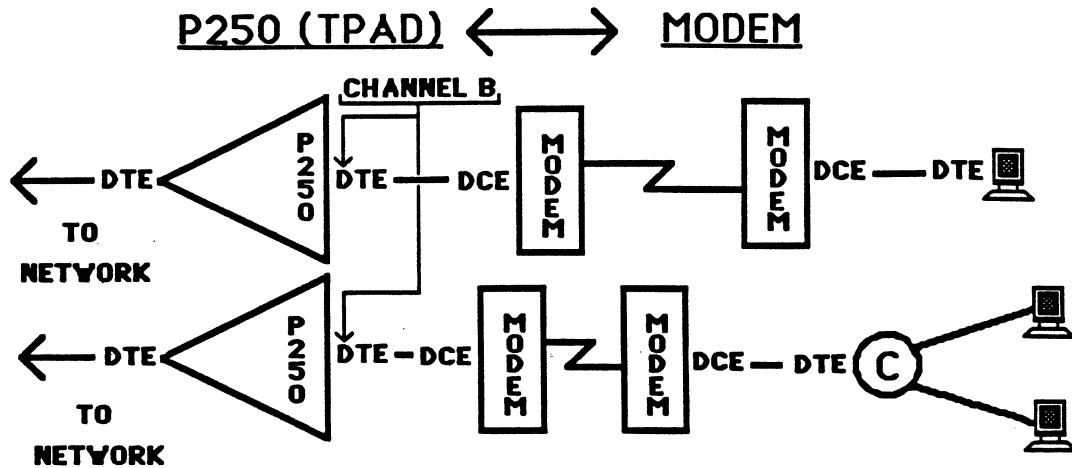 P250 (TPAD) MODEM
CHANNEL B
DTE P250 DTE DCE MODEM MODEM DCE DTE
TO
NETWORK
DTE P250 DTE DCE MODEM MODEM DCE DTE C
TO
NETWORK